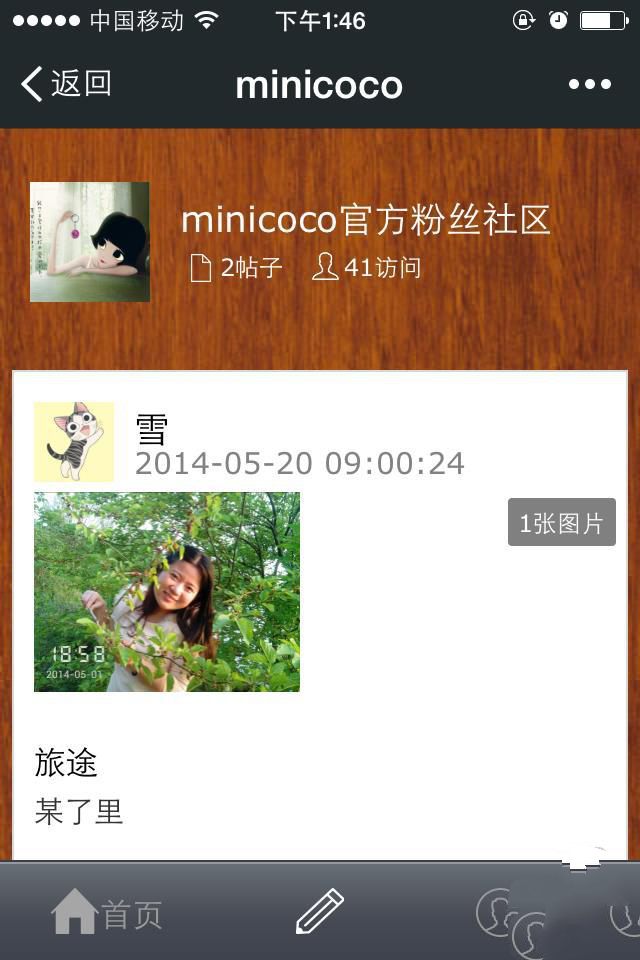 中国移动 下午1:46
返回 minicoco
minicoco官方粉丝社区
2帖子 41访问
雪
2014-05-20 09:00:24
1张图片
18:58
2014-05-01
旅途
某了里
首页